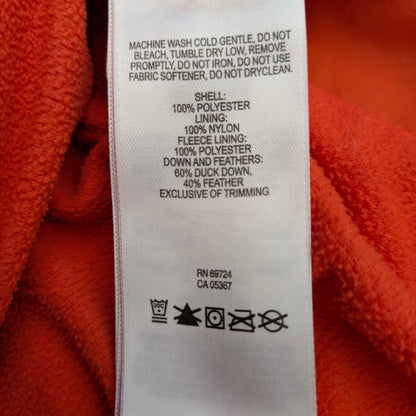 MACHINE WASH COLD GENTLE, DO NOT
BLEACH, TUMBLE DRY LOW, REMOVE
PROMPTLY, DO NOT IRON, DO NOT USE
FABRIC SOFTENER, DO NOT DRYCLEAN.
SHELL:
100% POLYESTER
LINING:
100% NYLON
FLEECE LINING:
100% POLYESTER
DOWN AND FEATHERS:
60% DUCK DOWN,
40% FEATHER
EXCLUSIVE OF TRIMMING
RN 69724
CA 05367
30C